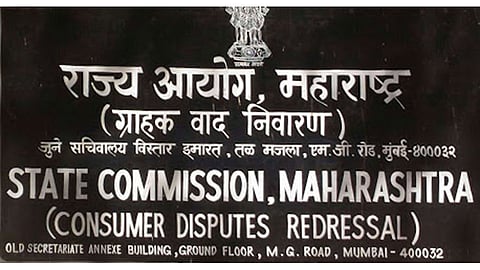 राज्य आयोग, महाराष्ट्र
(ग्राहक वाद निवारण)
जुने सचिवालय विस्तार इमारत, तळ मजला, एम.जी. रोड, मुंबई-४०००३२
STATE COMMISSION, MAHARASHTRA
(CONSUMER DISPUTES REDRESSAL)
OLD SECRETARIATE ANNEXE BUILDING, GROUND FLOOR, M. G. ROAD, MUMBAI - 400032